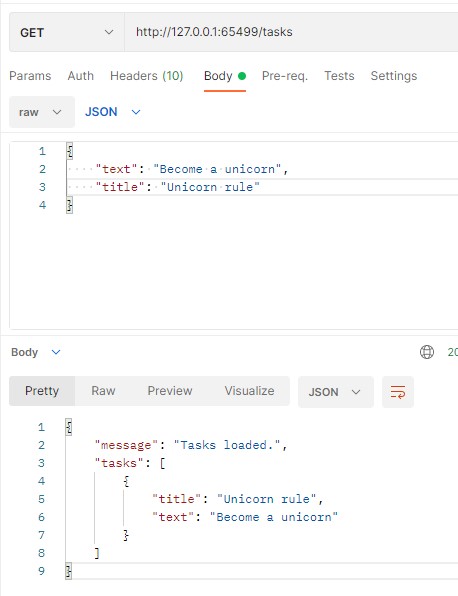 GET http://127.0.0.1:65499/tasks
Params Auth Headers (10) Body Pre-req. Tests Settings
raw JSON
1 {
2 "text": "Become a unicorn",
3 "title": "Unicorn rule"
4 }
Body 20
Pretty Raw Preview Visualize JSON
1 {
2 "message": "Tasks loaded.",
3 "tasks": [
4 {
5 "title": "Unicorn rule",
6 "text": "Become a unicorn"
7 }
8 ]
9 }